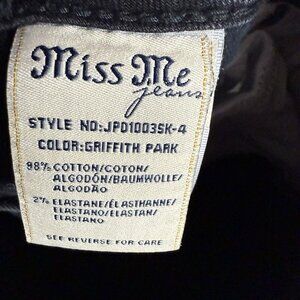 Miss Me
jeans
STYLE NO:JPD1003SK-4
COLOR:GRIFFITH PARK
98% COTTON/COTON/
ALGODÓN/BAUMWOLLE/
ALGODÃO
2% ELASTANE/ÉLASTHANNE/
ELASTANO/ELASTAN/
ELASTANO
SEE REVERSE FOR CARE